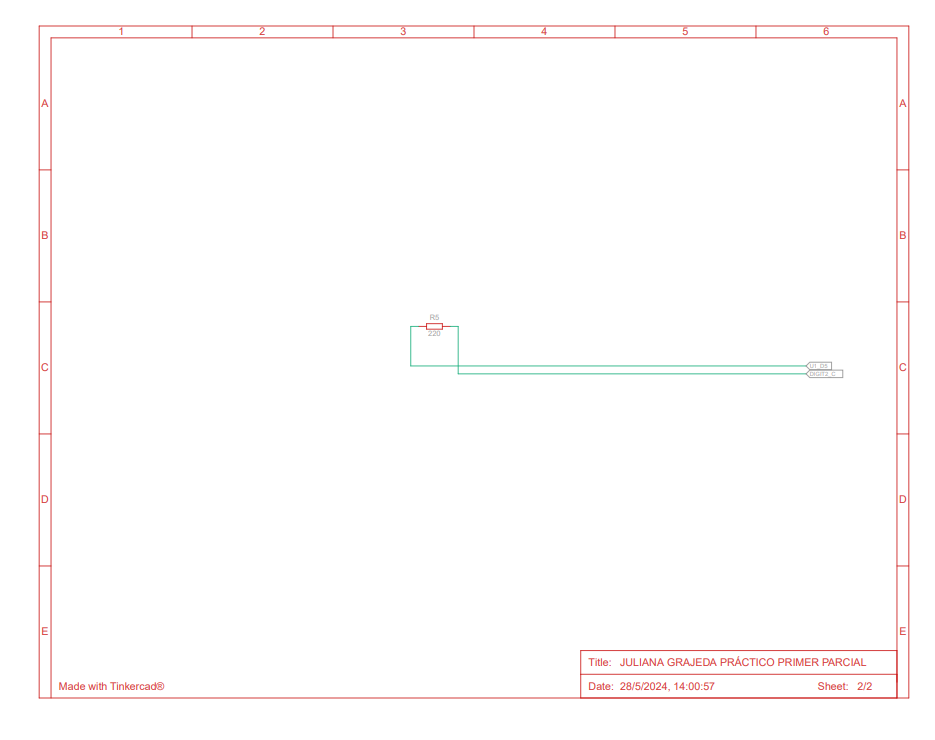 1 2 3 4 5 6
A A
B B
R5
220
C C
U1_D5
DIGIT2_C
D D
E E
Title: JULIANA GRAJEDA PRÁCTICO PRIMER PARCIAL
Made with Tinkercad®
Date: 28/5/2024, 14:00:57 Sheet: 2/2